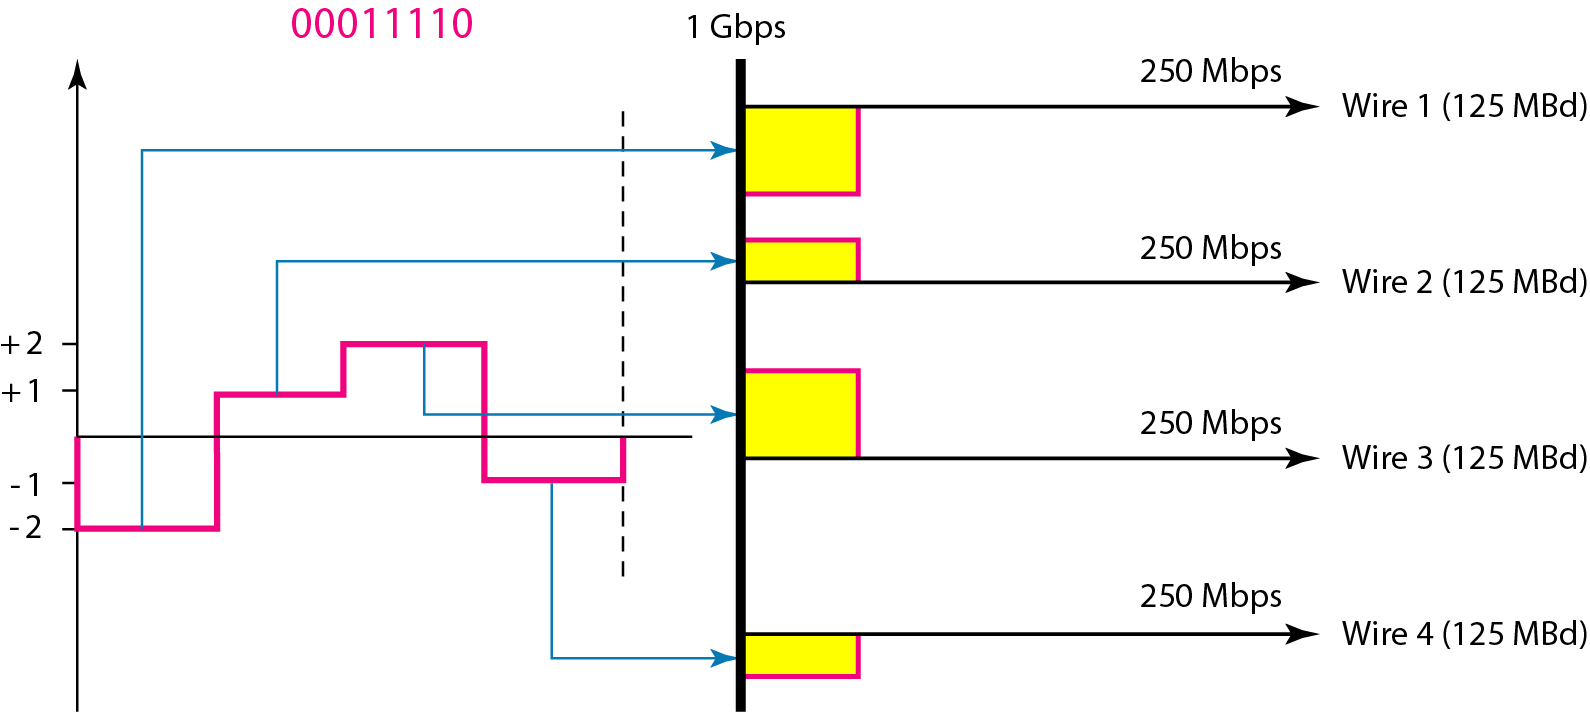 00011110
1 Gbps
250 Mbps
Wire 1 (125 MBd)
250 Mbps
Wire 2 (125 MBd)
+2
+1
-1
-2
250 Mbps
Wire 3 (125 MBd)
250 Mbps
Wire 4 (125 MBd)